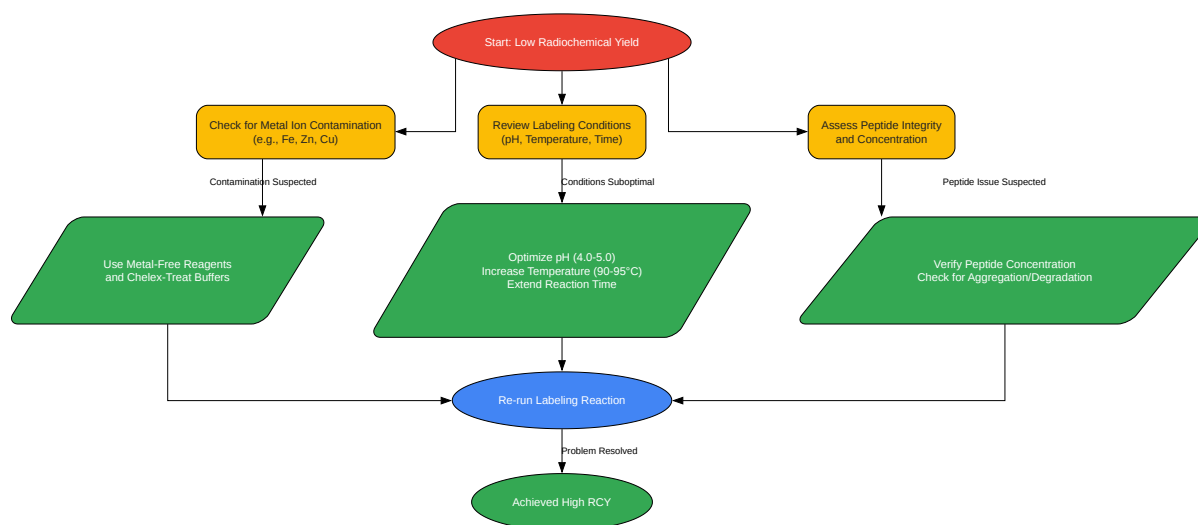 Start: Low Radiochemical Yield
Check for Metal Ion Contamination
(e.g., Fe, Zn, Cu)
Review Labeling Conditions
(pH, Temperature, Time)
Assess Peptide Integrity
and Concentration
Contamination Suspected
Conditions Suboptimal
Peptide Issue Suspected
Use Metal-Free Reagents
and Chelex-Treat Buffers
Optimize pH (4.0-5.0)
Increase Temperature (90-95°C)
Extend Reaction Time
Verify Peptide Concentration
Check for Aggregation/Degradation
Re-run Labeling Reaction
Problem Resolved
Achieved High RCY